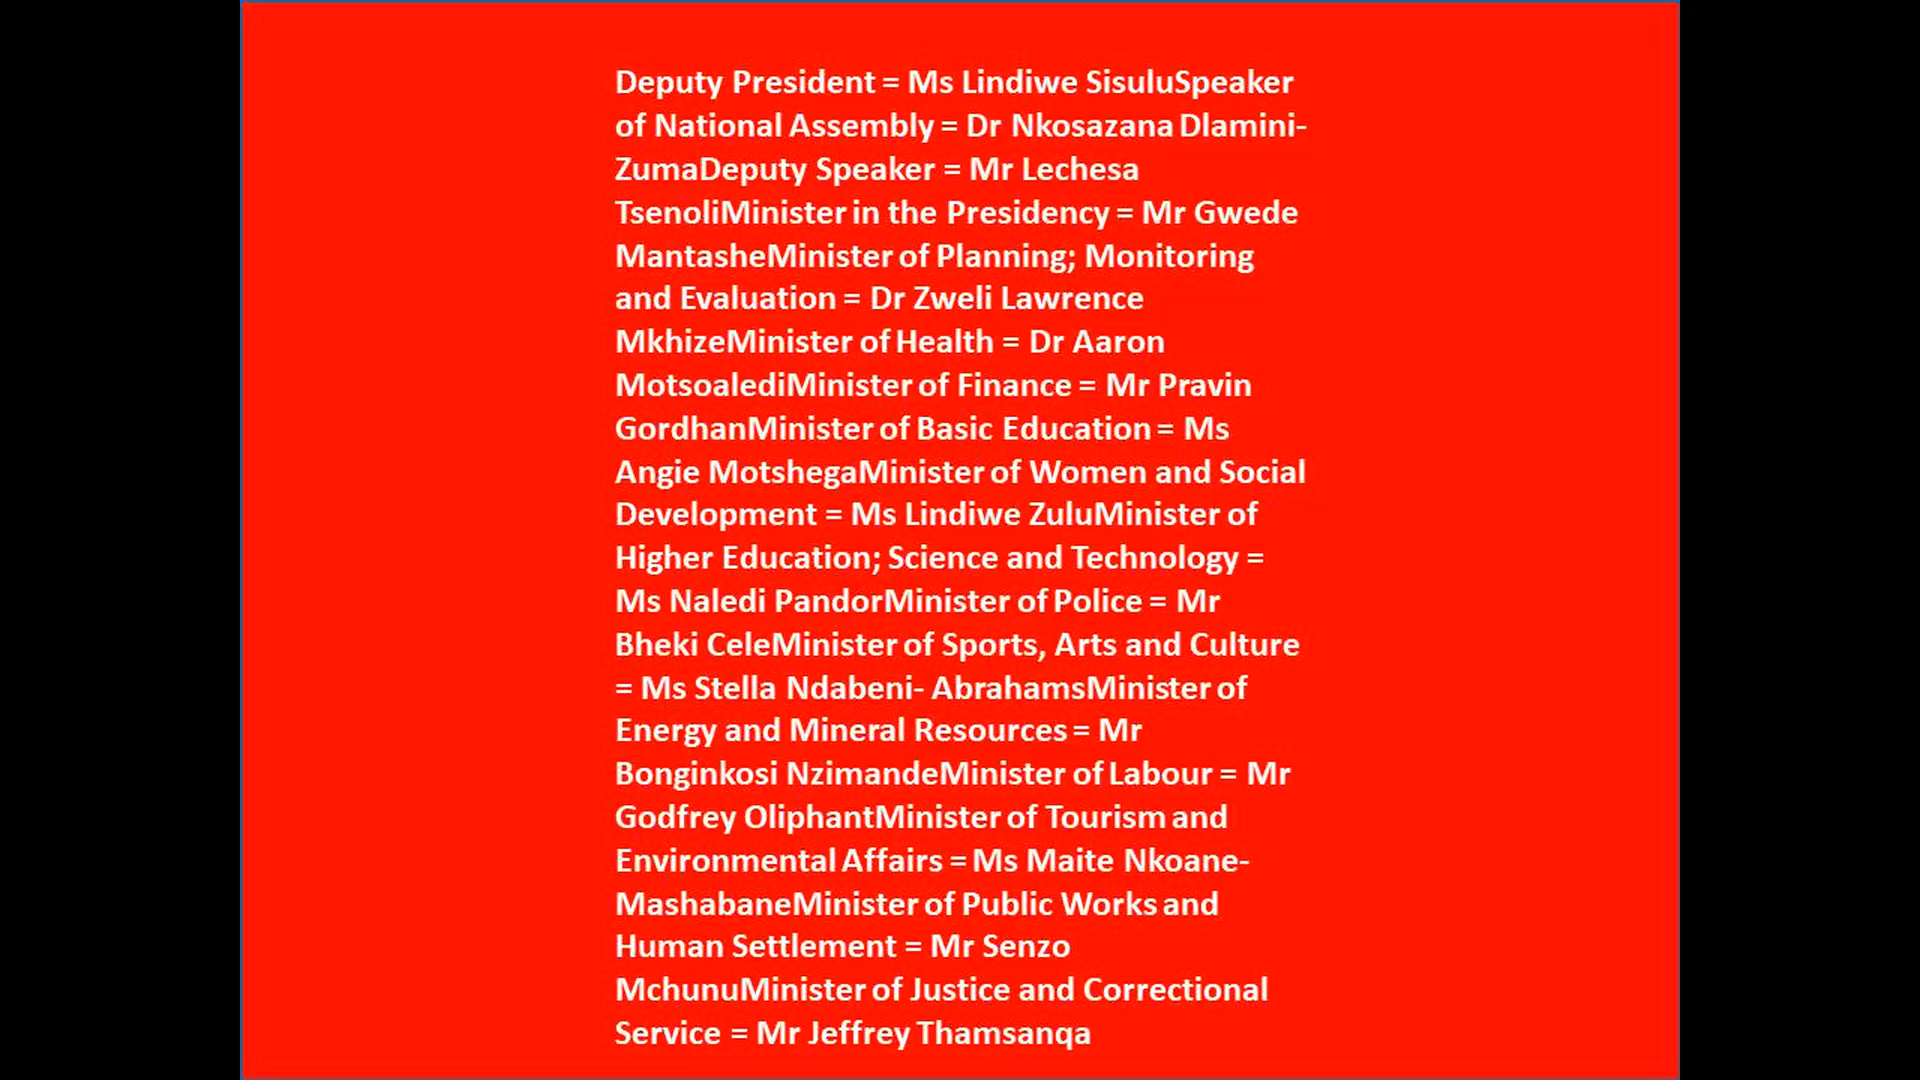 Deputy President = Ms Lindiwe SisuluSpeaker
of National Assembly = Dr Nkosazana Dlamini-
ZumaDeputy Speaker = Mr Lechesa
TsenoliMinister in the Presidency = Mr Gwede
MantasheMinister of Planning; Monitoring
and Evaluation = Dr Zweli Lawrence
MkhizeMinister of Health = Dr Aaron
MotsoalediMinister of Finance = Mr Pravin
GordhanMinister of Basic Education = Ms
Angie MotshegaMinister of Women and Social
Development = Ms Lindiwe ZuluMinister of
Higher Education; Science and Technology =
Ms Naledi PandorMinister of Police = Mr
Bheki CeleMinister of Sports, Arts and Culture
= Ms Stella Ndabeni- AbrahamsMinister of
Energy and Mineral Resources = Mr
Bonginkosi NzimandeMinister of Labour = Mr
Godfrey OliphantMinister of Tourism and
Environmental Affairs = Ms Maite Nkoane-
MashabaneMinister of Public Works and
Human Settlement = Mr Senzo
MchunuMinister of Justice and Correctional
Service = Mr Jeffrey Thamsanqa